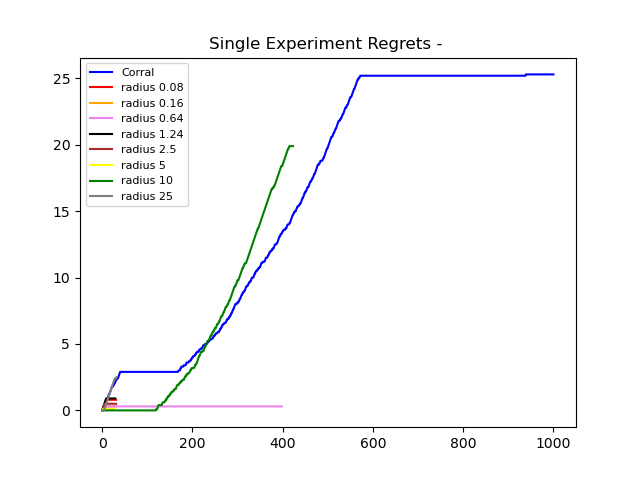 Single Experiment Regrets -
25
20
15
10
5
0
Corral
radius 0.08
radius 0.16
radius 0.64
radius 1.24
radius 2.5
radius 5
radius 10
radius 25
0 200 400 600 800 1000